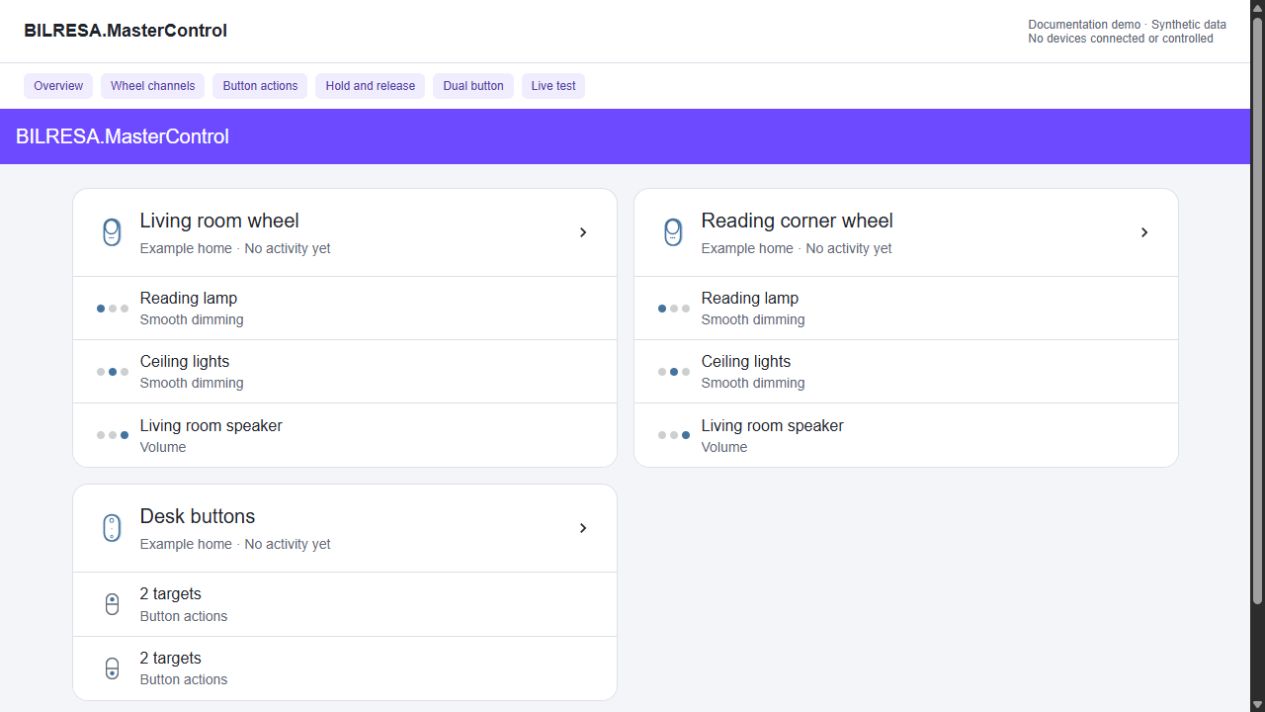 BILRESA.MasterControl
Documentation demo · Synthetic data
No devices connected or controlled
Overview
Wheel channels
Button actions
Hold and release
Dual button
Live test
BILRESA.MasterControl
Living room wheel
Example home · No activity yet
Reading lamp
Smooth dimming
Ceiling lights
Smooth dimming
Living room speaker
Volume
Reading corner wheel
Example home · No activity yet
Reading lamp
Smooth dimming
Ceiling lights
Smooth dimming
Living room speaker
Volume
Desk buttons
Example home · No activity yet
2 targets
Button actions
2 targets
Button actions